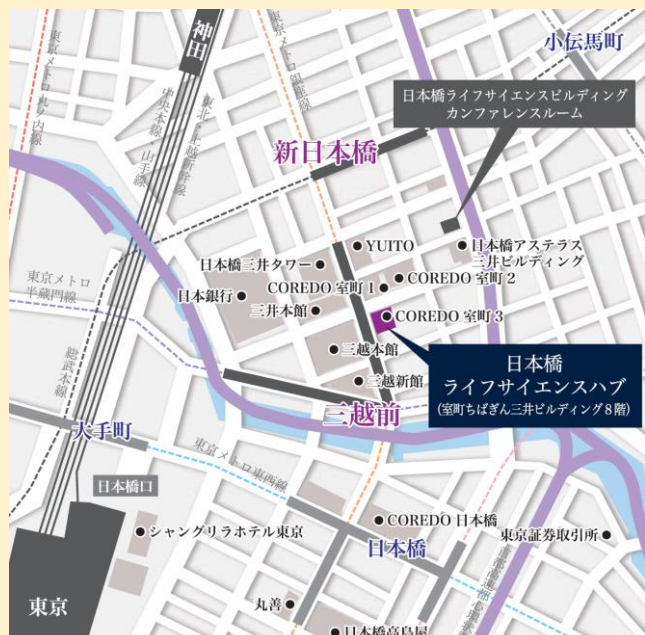 神田
小伝馬町
東京メトロ丸ノ内線
中央本線・山手線
東北・上越新幹線
東京メトロ銀座線
日本橋ライフサイエンスビルディング
カンファレンスルーム
新日本橋
YUITO
日本橋アステラス
三井ビルディング
日本橋三井タワー
COREDO 室町 2
東京メトロ
半蔵門線
日本銀行
COREDO 室町 1
三井本館
COREDO 室町 3
総武本線
三越本館
日本橋
ライフサイエンスハブ
(室町ちばぎん三井ビルディング8階)
三越新館
三越前
大手町
東京メトロ東西線
日本橋口
シャングリラホテル東京
COREDO 日本橋
東京証券取引所
日本橋
東京
丸善
日本橋高島屋